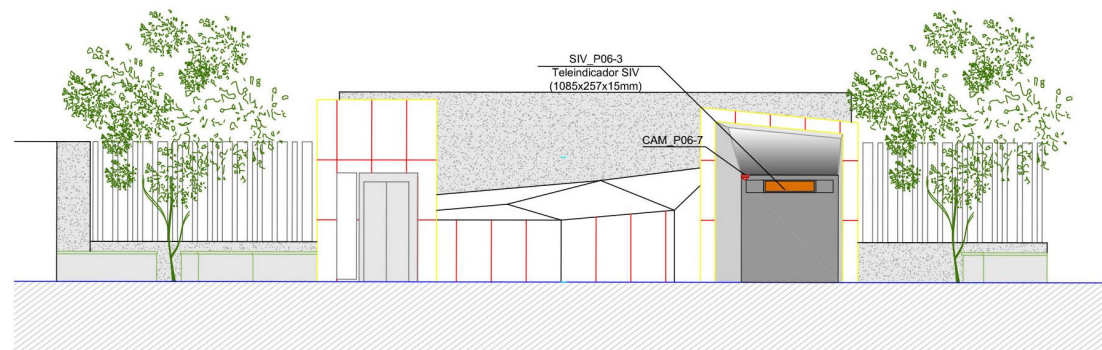 SIV_P06-3
Teleindicador SIV
(1085x257x15mm)
CAM_P06-7